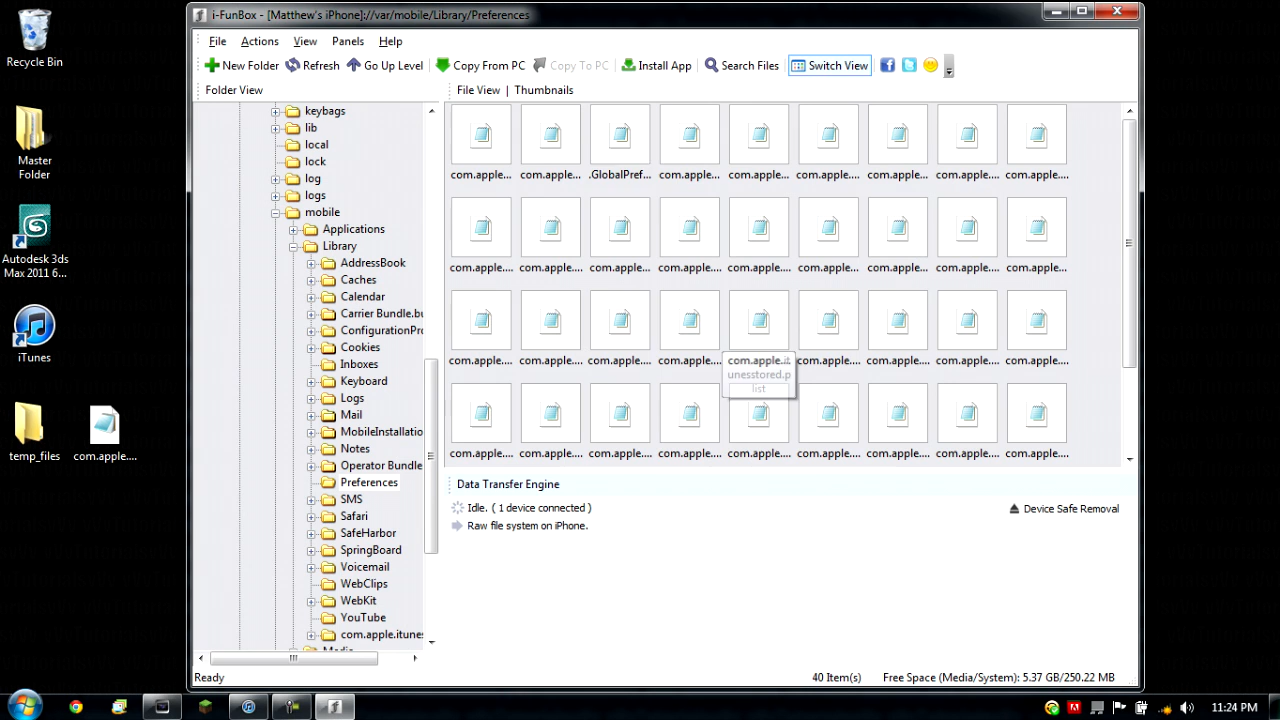 Recycle Bin
Master
Folder
Autodesk 3ds
Max 2011 6...
iTunes
temp_files
com.apple....
i-FunBox - [Matthew's iPhone]://var/mobile/Library/Preferences
File Actions View Panels Help
New Folder Refresh Go Up Level Copy From PC Copy To PC Install App Search Files Switch View
Folder View
keybags
lib
local
lock
log
logs
mobile
Applications
Library
AddressBook
Caches
Calendar
Carrier Bundle.bu
ConfigurationPro
Cookies
Inboxes
Keyboard
Logs
Mail
MobileInstallatio
Notes
Operator Bundle
Preferences
SMS
Safari
SafeHarbor
SpringBoard
Voicemail
WebClips
WebKit
YouTube
com.apple.itunes
Media
File View | Thumbnails
com.apple.... com.apple.... .GlobalPref... com.apple.... com.apple.... com.apple.... com.apple.... com.apple.... com.apple....
com.apple.... com.apple.... com.apple.... com.apple.... com.apple.... com.apple.... com.apple.... com.apple.... com.apple....
com.apple.... com.apple.... com.apple.... com.apple.... com.apple.it com.apple.... com.apple.... com.apple.... com.apple....
unesstored.p
list
com.apple.... com.apple.... com.apple.... com.apple.... com.apple.... com.apple.... com.apple.... com.apple.... com.apple....
Data Transfer Engine
Idle. ( 1 device connected )
Device Safe Removal
Raw file system on iPhone.
Ready
40 Item(s)
Free Space (Media/System): 5.37 GB/250.22 MB
11:24 PM